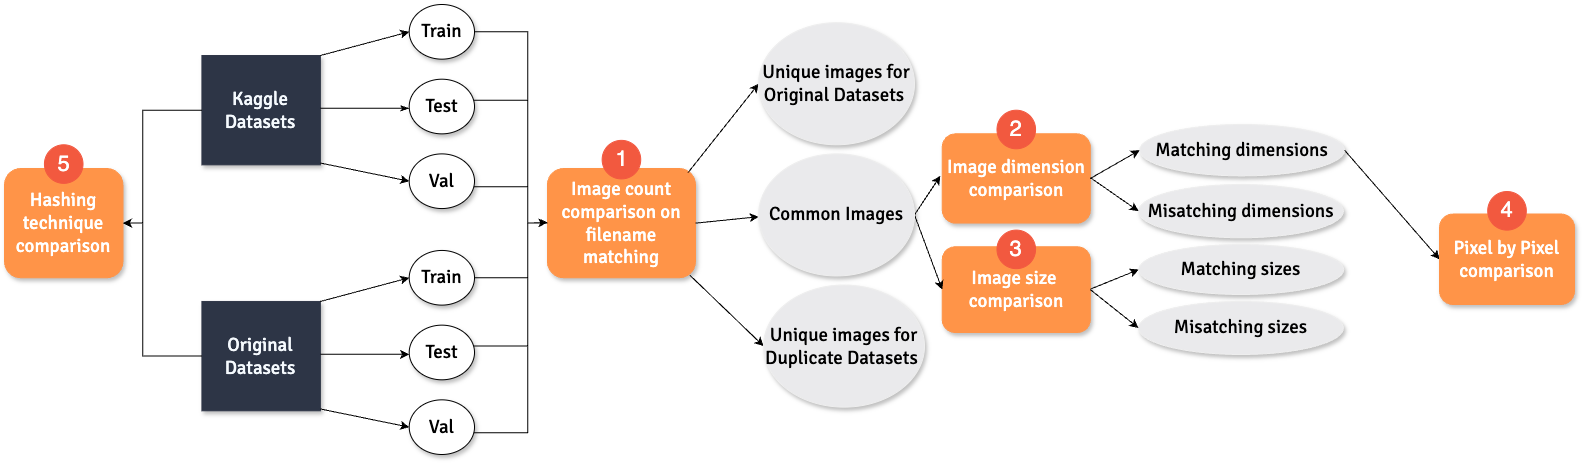 5
Hashing
technique
comparison
Kaggle
Datasets
Original
Datasets
Train
Test
Val
Train
Test
Val
1
Image count
comparison on
filename
matching
Unique images for
Original Datasets
Common Images
Unique images for
Duplicate Datasets
2
Image dimension
comparison
3
Image size
comparison
Matching dimensions
Misatching dimensions
Matching sizes
Misatching sizes
4
Pixel by Pixel
comparison